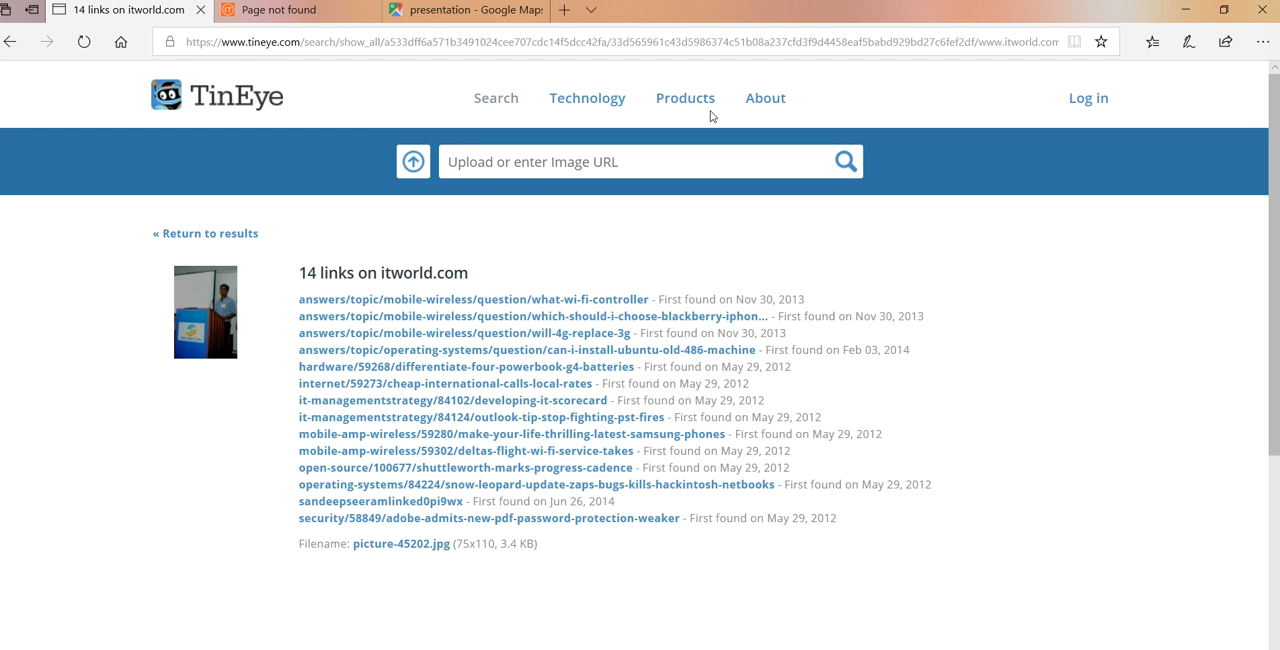 14 links on itworld.com
Page not found
presentation - Google Map:
https://www.tineye.com/search/show_all/a533dff6a571b3491024cee707cdc14f5dcc42fa/33d565961c43d5986374c51b08a237cfd3f9d4458eaf5babd929bd27c6fef2df/www.itworld.com
TinEye
Search Technology Products About Log in
Upload or enter Image URL
« Return to results
14 links on itworld.com
answers/topic/mobile-wireless/question/what-wi-fi-controller - First found on Nov 30, 2013
answers/topic/mobile-wireless/question/which-should-i-choose-blackberry-iphon... - First found on Nov 30, 2013
answers/topic/mobile-wireless/question/will-4g-replace-3g - First found on Nov 30, 2013
answers/topic/operating-systems/question/can-i-install-ubuntu-old-486-machine - First found on Feb 03, 2014
hardware/59268/differentiate-four-powerbook-g4-batteries - First found on May 29, 2012
internet/59273/cheap-international-calls-local-rates - First found on May 29, 2012
it-managementstrategy/84102/developing-it-scorecard - First found on May 29, 2012
it-managementstrategy/84124/outlook-tip-stop-fighting-pst-fires - First found on May 29, 2012
mobile-amp-wireless/59280/make-your-life-thrilling-latest-samsung-phones - First found on May 29, 2012
mobile-amp-wireless/59302/deltas-flight-wi-fi-service-takes - First found on May 29, 2012
open-source/100677/shuttleworth-marks-progress-cadence - First found on May 29, 2012
operating-systems/84224/snow-leopard-update-zaps-bugs-kills-hackintosh-netbooks - First found on May 29, 2012
sandeepseeramlinked0pi9wx - First found on Jun 26, 2014
security/58849/adobe-admits-new-pdf-password-protection-weaker - First found on May 29, 2012
Filename: picture-45202.jpg (75x110, 3.4 KB)